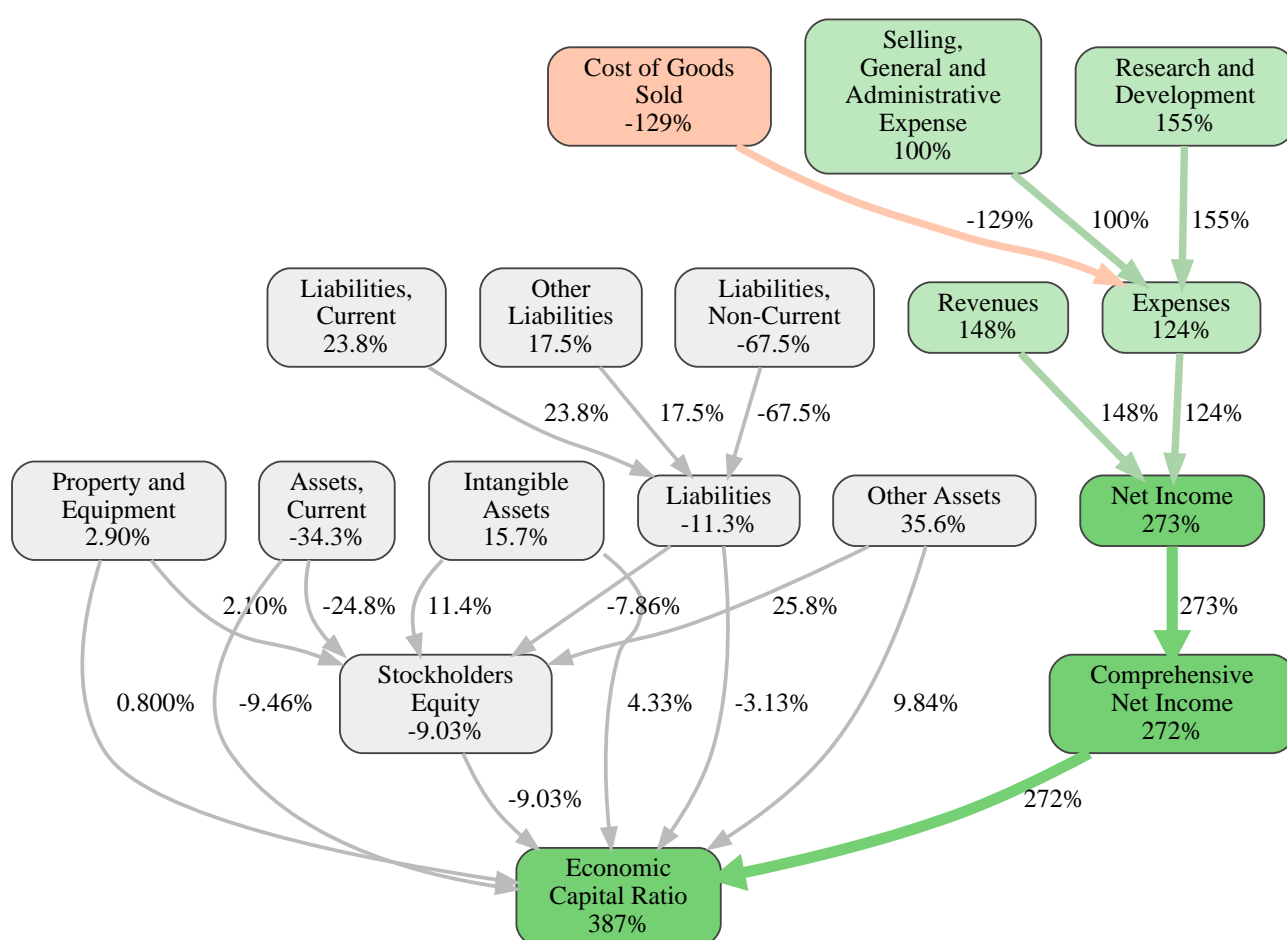 Cost of Goods
Sold
-129%
Selling,
General and
Administrative
Expense
100%
Research and
Development
155%
-129%
100%
155%
Liabilities,
Current
23.8%
Other
Liabilities
17.5%
Liabilities,
Non-Current
-67.5%
Revenues
148%
Expenses
124%
23.8%
17.5%
-67.5%
148%
124%
Property and
Equipment
2.90%
Assets,
Current
-34.3%
Intangible
Assets
15.7%
Liabilities
-11.3%
Other Assets
35.6%
Net Income
273%
2.10%
-24.8%
11.4%
-7.86%
25.8%
273%
Stockholders
Equity
-9.03%
Comprehensive
Net Income
272%
0.800%
-9.46%
4.33%
-3.13%
9.84%
-9.03%
272%
Economic
Capital Ratio
387%